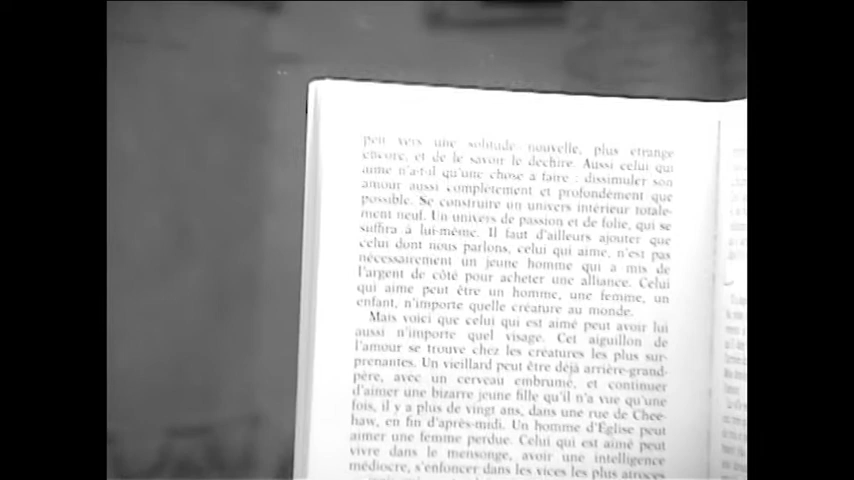 peu vers une solitude nouvelle, plus étrange
encore, et de le savoir le déchire. Aussi celui qui
aime n'a-t-il qu'une chose à faire : dissimuler son
amour aussi complètement et profondément que
possible. Se construire un univers intérieur totale-
ment neuf. Un univers de passion et de folie, qui se
suffira à lui-même. Il faut d'ailleurs ajouter que
celui dont nous parlons, celui qui aime, n'est pas
nécessairement un jeune homme qui a mis de
l'argent de côté pour acheter une alliance. Celui
qui aime peut être un homme, une femme, un
enfant, n'importe quelle créature au monde.
Mais voici que celui qui est aimé peut avoir lui
aussi n'importe quel visage. Cet aiguillon de
l'amour se trouve chez les créatures les plus sur-
prenantes. Un vieillard peut être déjà arrière-grand-
père, avec un cerveau embrumé, et continuer
d'aimer une bizarre jeune fille qu'il n'a vue qu'une
fois, il y a plus de vingt ans, dans une rue de Chee-
haw, en fin d'après-midi. Un homme d'Église peut
aimer une femme perdue. Celui qui est aimé peut
vivre dans le mensonge, avoir une intelligence
médiocre, s'enfoncer dans les vices les plus atroces